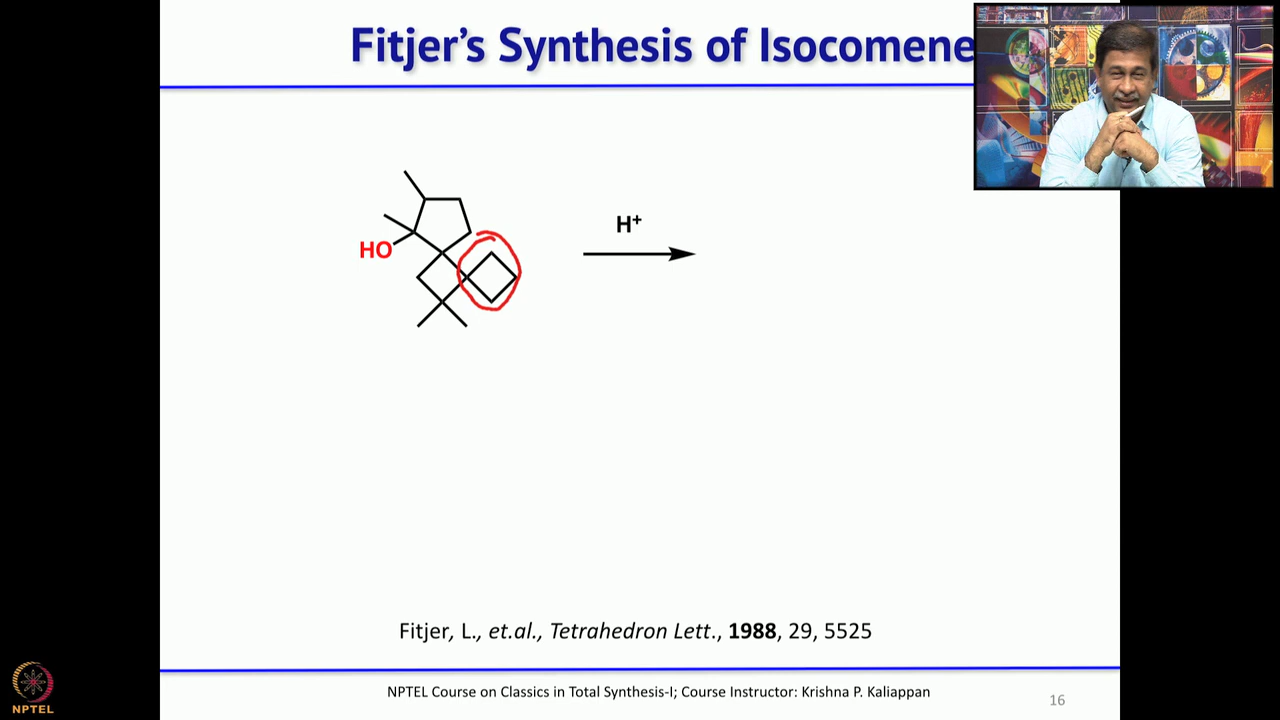 Fitjer's Synthesis of Isocomene
HO
H+
Fitjer, L., et.al., Tetrahedron Lett., 1988, 29, 5525
NPTEL Course on Classics in Total Synthesis-I; Course Instructor: Krishna P. Kaliappan
16
NPTEL